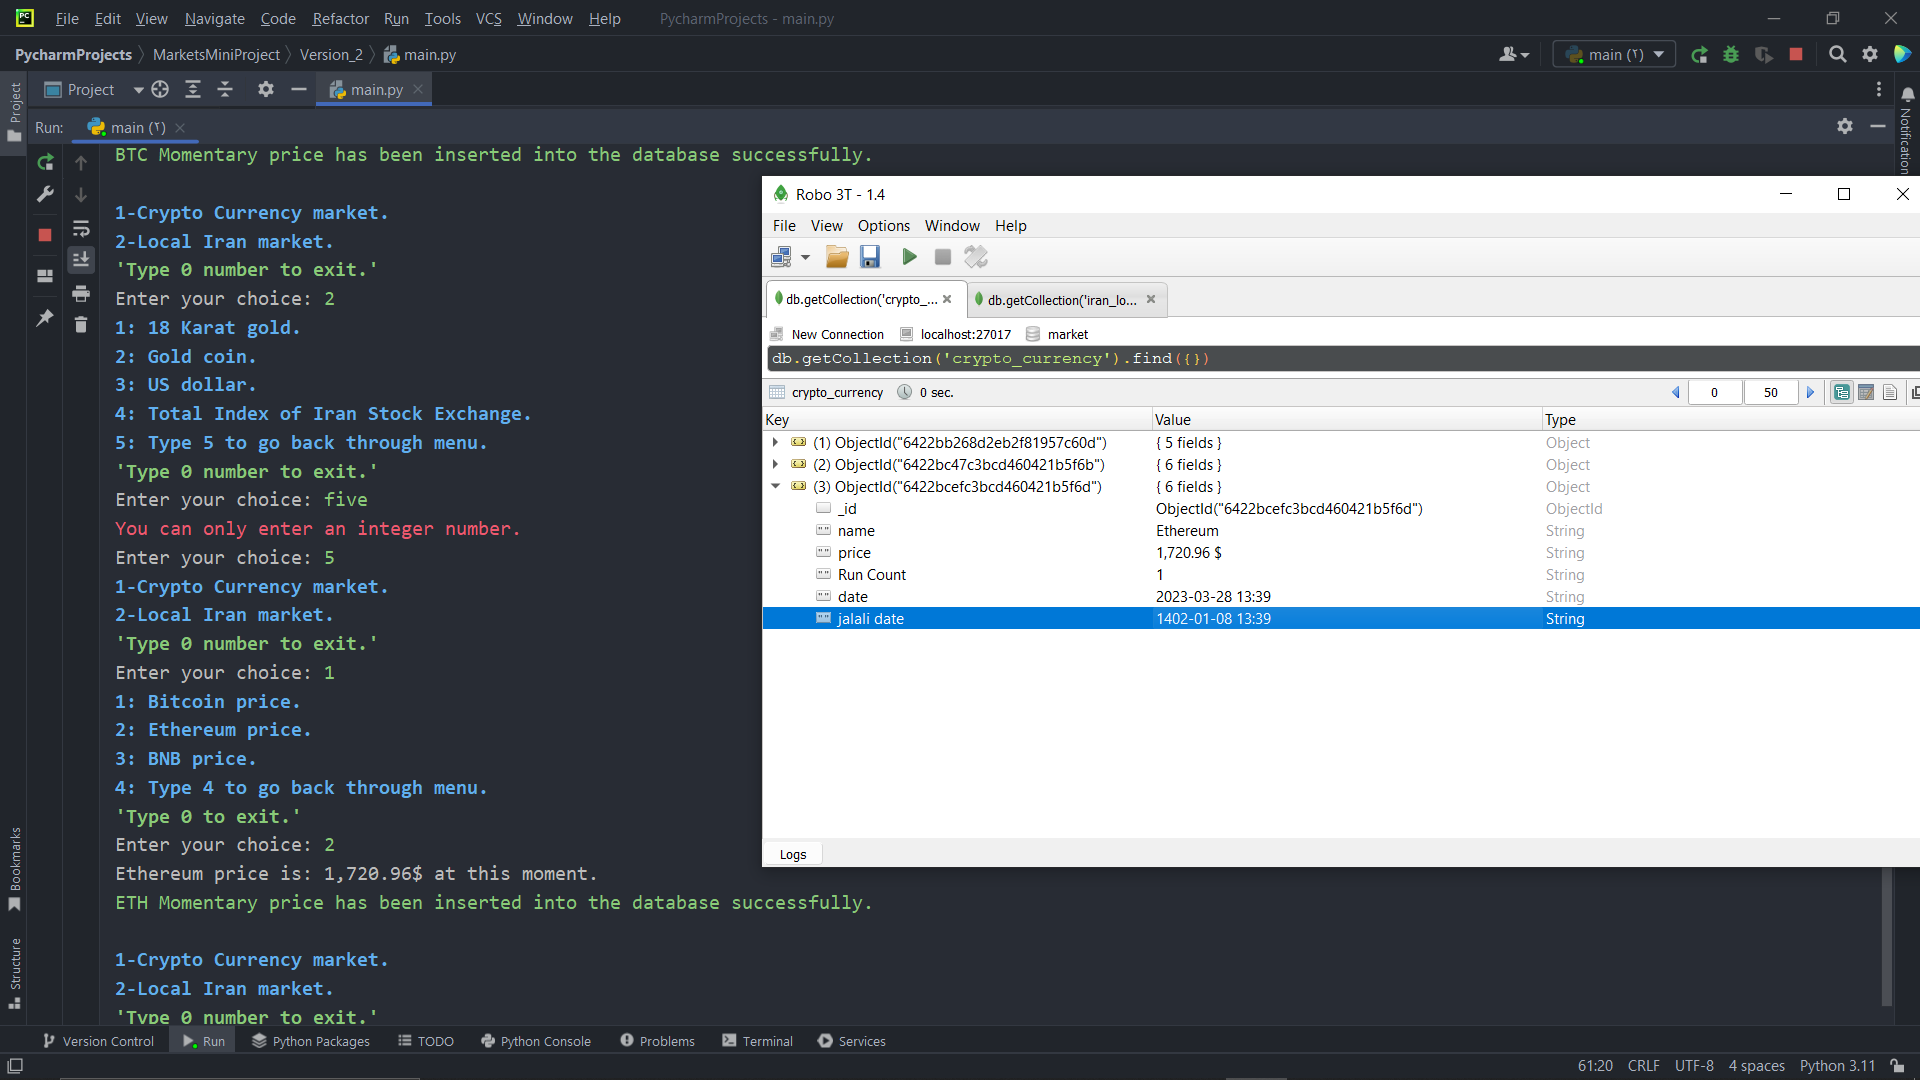 File Edit View Navigate Code Refactor Run Tools VCS Window Help PycharmProjects - main.py
PycharmProjects MarketsMiniProject Version_2 main.py main (۲)
Project main.py
Run: main (۲)
Project
Notifications
BTC Momentary price has been inserted into the database successfully.
1-Crypto Currency market.
2-Local Iran market.
'Type 0 number to exit.'
Enter your choice: 2
1: 18 Karat gold.
2: Gold coin.
3: US dollar.
4: Total Index of Iran Stock Exchange.
5: Type 5 to go back through menu.
'Type 0 number to exit.'
Enter your choice: five
You can only enter an integer number.
Enter your choice: 5
1-Crypto Currency market.
2-Local Iran market.
'Type 0 number to exit.'
Enter your choice: 1
1: Bitcoin price.
2: Ethereum price.
3: BNB price.
4: Type 4 to go back through menu.
'Type 0 to exit.'
Enter your choice: 2
Ethereum price is: 1,720.96$ at this moment.
ETH Momentary price has been inserted into the database successfully.
1-Crypto Currency market.
2-Local Iran market.
'Type 0 number to exit.'
Robo 3T - 1.4
File View Options Window Help
db.getCollection('crypto_... db.getCollection('iran_lo...
New Connection localhost:27017 market
db.getCollection('crypto_currency').find({})
crypto_currency 0 sec. 0 50
Key Value Type
(1) ObjectId("6422bb268d2eb2f81957c60d") { 5 fields } Object
(2) ObjectId("6422bc47c3bcd460421b5f6b") { 6 fields } Object
(3) ObjectId("6422bcefc3bcd460421b5f6d") { 6 fields } Object
_id ObjectId("6422bcefc3bcd460421b5f6d") ObjectId
name Ethereum String
price 1,720.96 $ String
Run Count 1 String
date 2023-03-28 13:39 String
jalali date 1402-01-08 13:39 String
Logs
Bookmarks
Structure
Version Control Run Python Packages TODO Python Console Problems Terminal Services
61:20 CRLF UTF-8 4 spaces Python 3.11